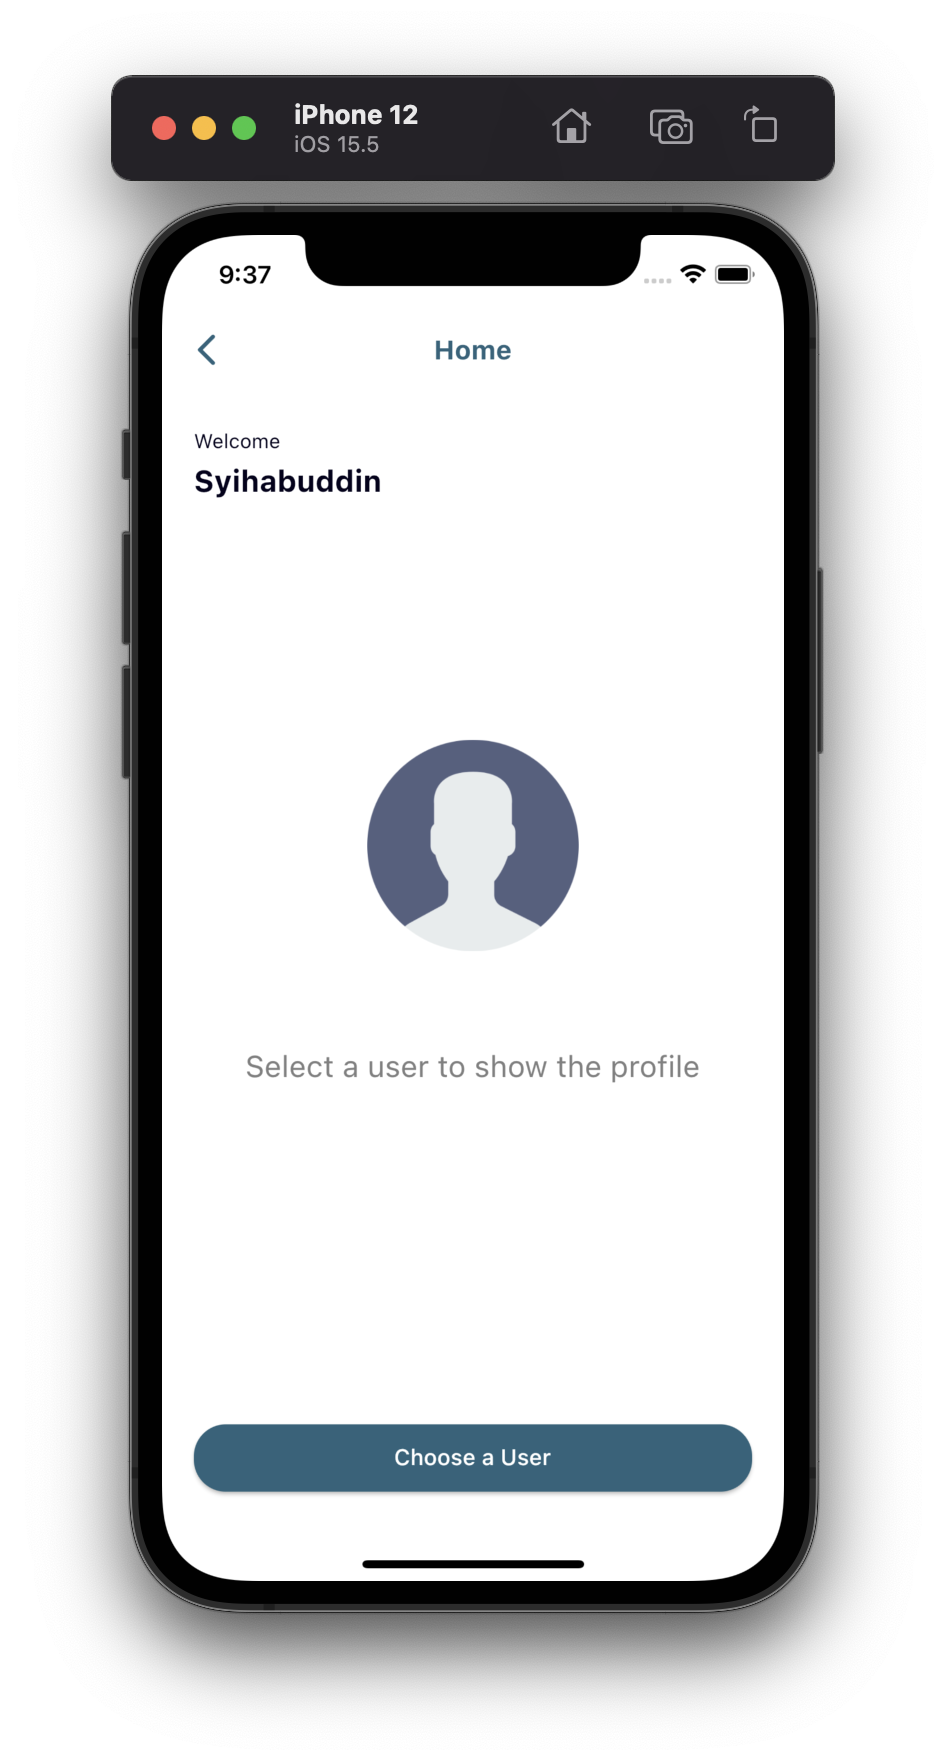 iPhone 12
iOS 15.5
9:37
Home
Welcome
Syihabuddin
Select a user to show the profile
Choose a User